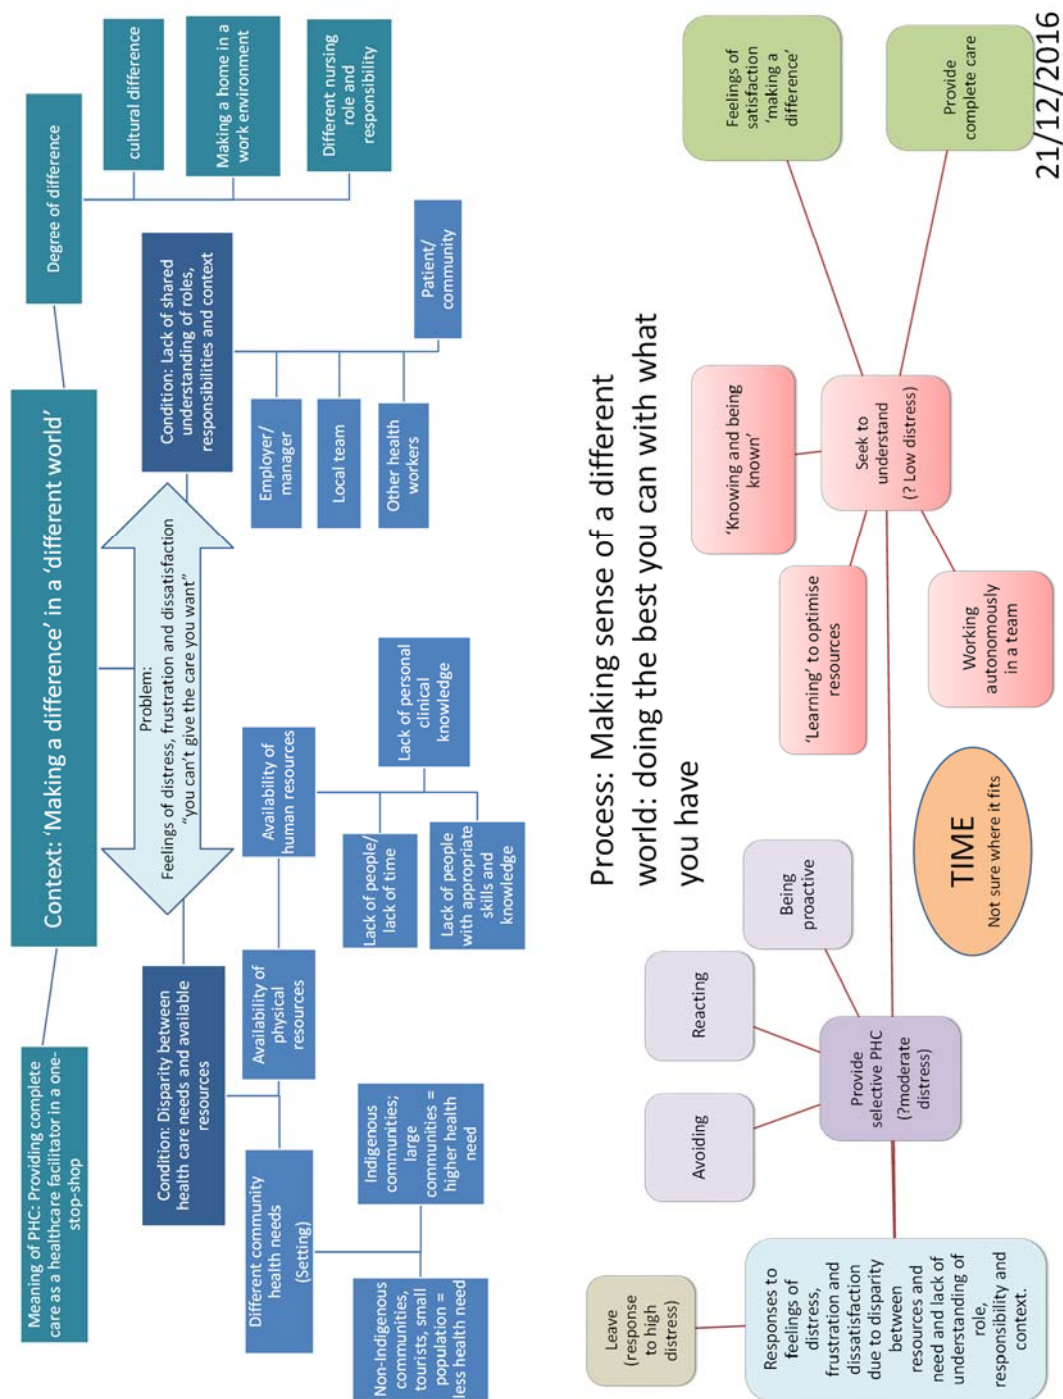 Context: ‘Making a difference’ in a ‘different world’
Meaning of PHC: Providing complete
care as a healthcare facilitator in a one-
stop-shop
Degree of difference
cultural difference
Making a home in a
work environment
Different nursing
role and
responsibility
Problem:
Feelings of distress, frustration and dissatisfaction
“you can’t give the care you want”
Condition: Disparity between
health care needs and available
resources
Different community
health needs
(Setting)
Non-Indigenous
communities,
tourists, small
population =
less health need
Indigenous
communities;
large
communities =
higher health
need
Availability of
physical
resources
Availability of
human resources
Lack of people/
lack of time
Lack of people
with appropriate
skills and
knowledge
Lack of personal
clinical
knowledge
Condition: Lack of shared
understanding of roles,
responsibilities and context
Employer/
manager
Local team
Other health
workers
Patient/
community
Process: Making sense of a different
world: doing the best you can with what
you have
Leave
(response
to high
distress)
Responses to
feelings of
distress,
frustration and
dissatisfaction
due to disparity
between
resources and
need and lack of
understanding of
role,
responsibility and
context.
Avoiding
Reacting
Being
proactive
Provide
selective PHC
(?moderate
distress)
TIME
Not sure where it fits
‘Learning’ to optimise
resources
‘Knowing and being
known’
Working
autonomously
in a team
Seek to
understand
(? Low distress)
Feelings of
satisfaction
‘making a
difference’
Provide
complete care
21/12/2016